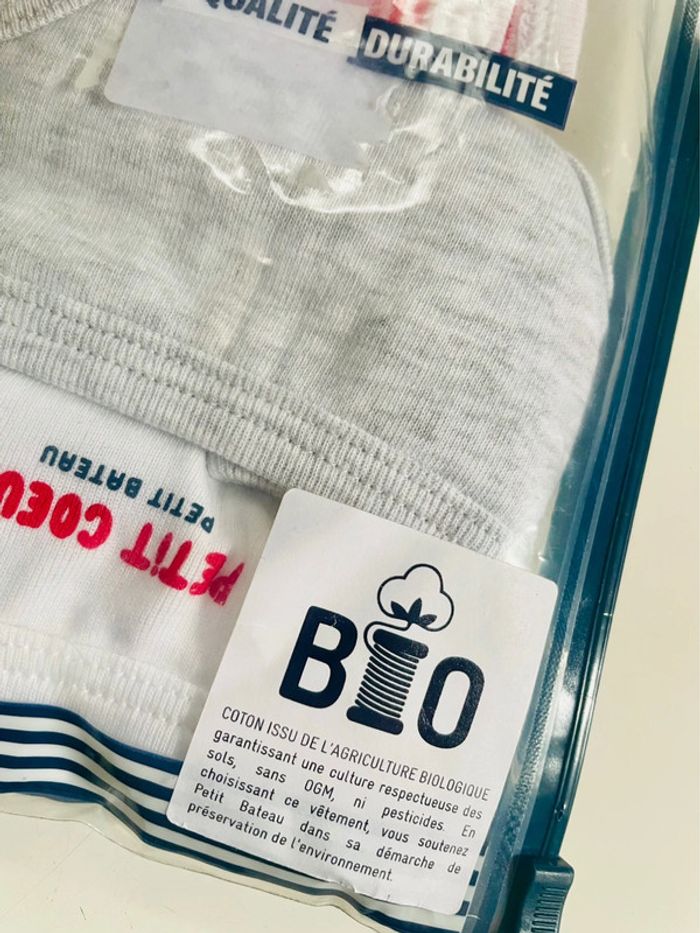 QUALITÉ
DURABILITÉ
PETIT BATEAU
PETIT COEU
BIO
COTON ISSU DE L'AGRICULTURE BIOLOGIQUE
garantissant une culture respectueuse des
sols, sans OGM, ni pesticides. En
choisissant ce vêtement, vous soutenez
Petit Bateau dans sa démarche de
préservation de l'environnement